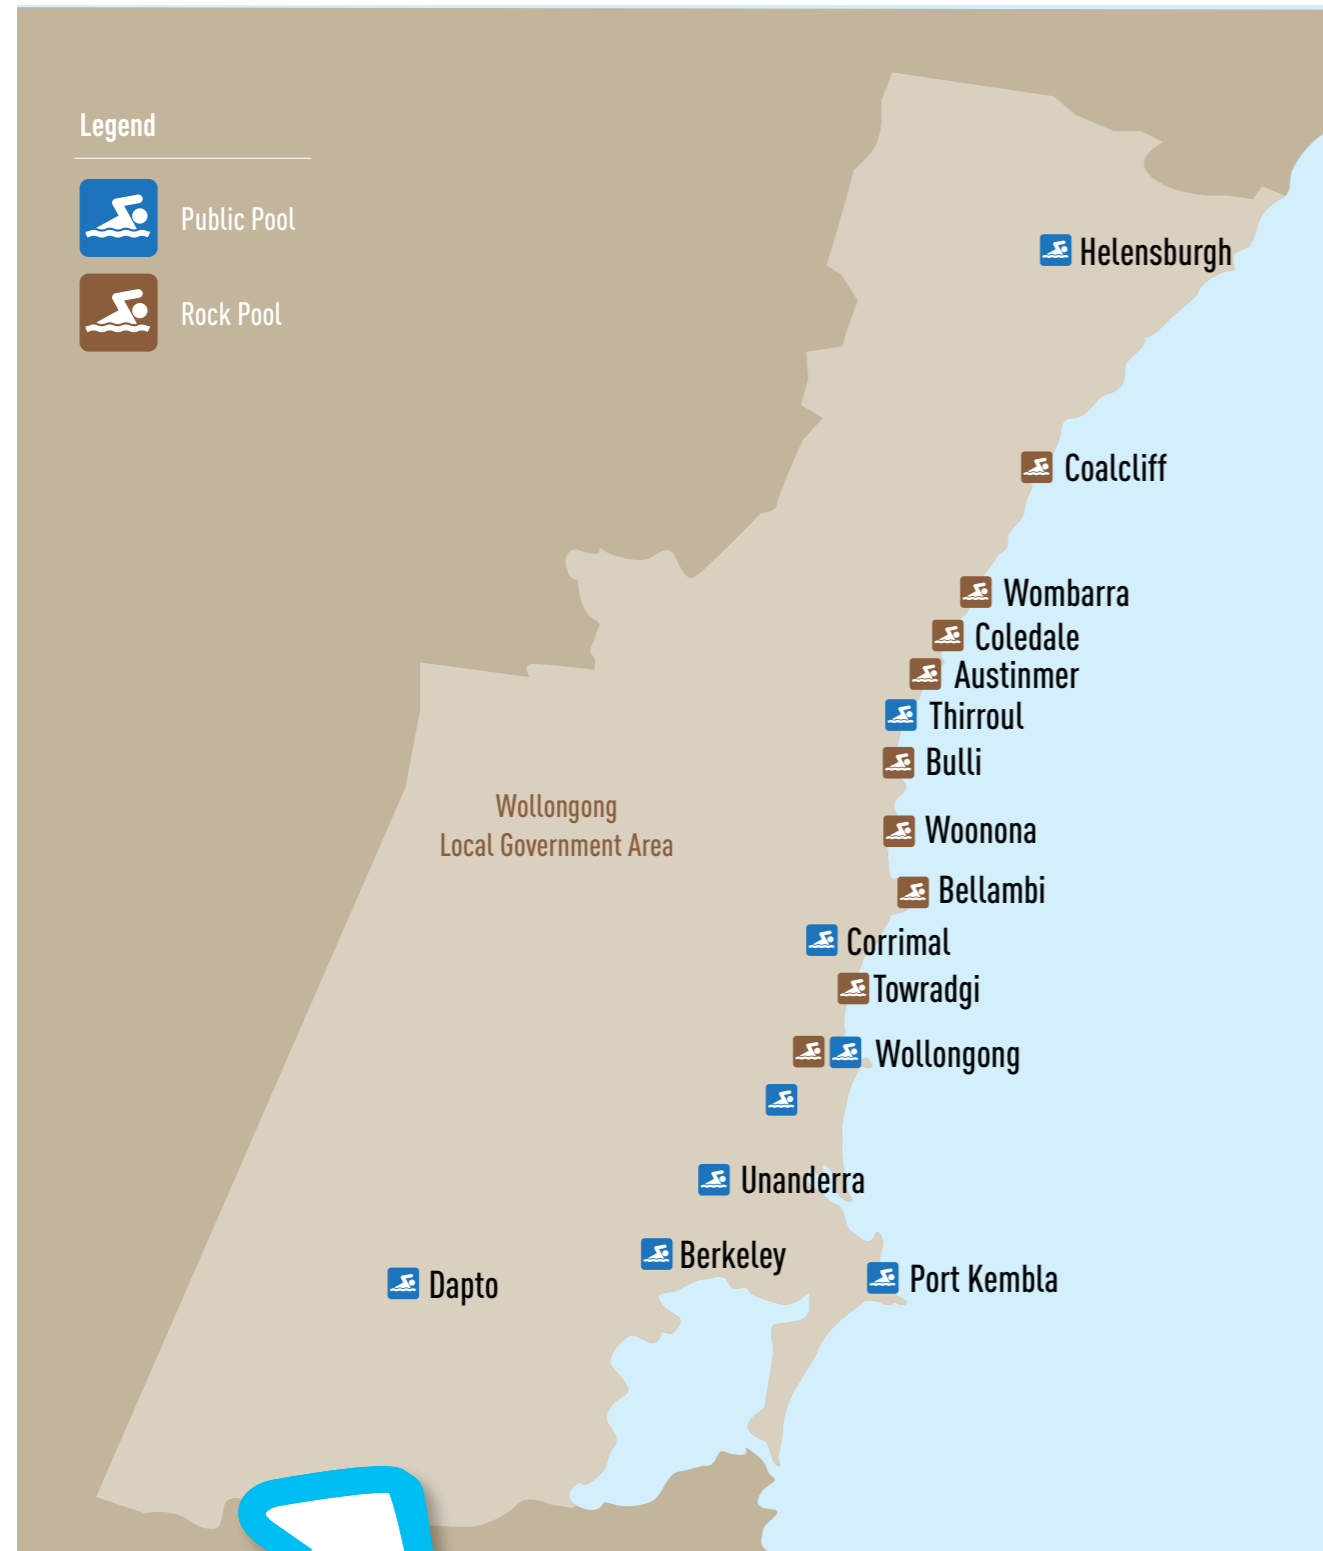 Legend
Public Pool
Rock Pool
Helensburgh
Coalcliff
Wombarra
Coledale
Austinmer
Thirroul
Bulli
Wollongong
Local Government Area
Woonona
Bellambi
Corrimal
Towradgi
Wollongong
Unanderra
Berkeley
Dapto
Port Kembla